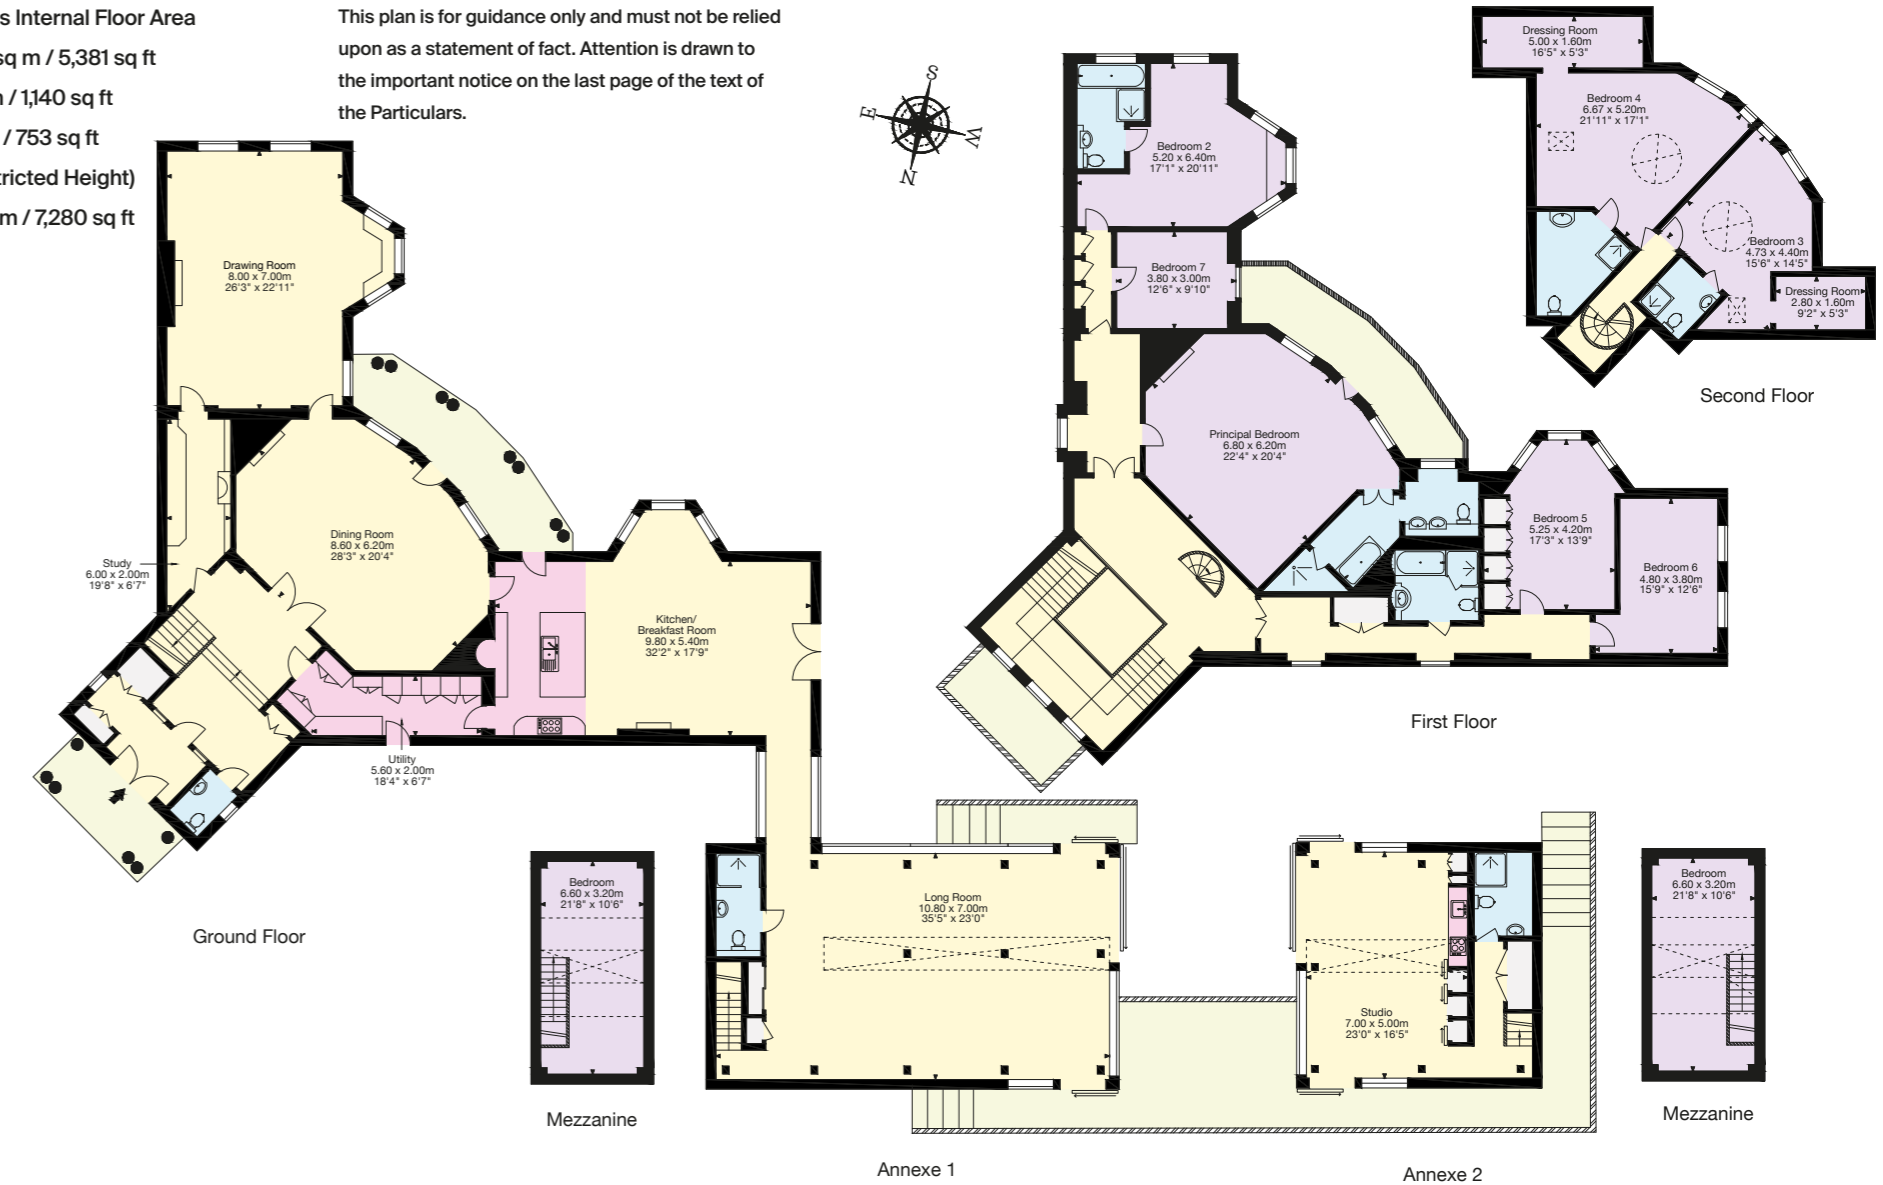 s Internal Floor Area
sq m / 5,381 sq ft
/ 1,140 sq ft
/ 753 sq ft
tricted Height)
m / 7,280 sq ft
This plan is for guidance only and must not be relied
upon as a statement of fact. Attention is drawn to
the important notice on the last page of the text of
the Particulars.
S
E
W
N
Drawing Room
8.00 x 7.00m
26'3" x 22'11"
Dining Room
8.60 x 6.20m
28'3" x 20'4"
Study
6.00 x 2.00m
19'8" x 6'7"
Kitchen/
Breakfast Room
9.80 x 5.40m
32'2" x 17'9"
Utility
5.60 x 2.00m
18'4" x 6'7"
Ground Floor
Bedroom 2
5.20 x 6.40m
17'1" x 20'11"
Bedroom 7
3.80 x 3.00m
12'6" x 9'10"
Principal Bedroom
6.80 x 6.20m
22'4" x 20'4"
Bedroom 5
5.25 x 4.20m
17'3" x 13'9"
Bedroom 6
4.80 x 3.80m
15'9" x 12'6"
First Floor
Dressing Room
5.00 x 1.60m
16'5" x 5'3"
Bedroom 4
6.67 x 5.20m
21'11" x 17'1"
Bedroom 3
4.73 x 4.40m
15'6" x 14'5"
Dressing Room
2.80 x 1.60m
9'2" x 5'3"
Second Floor
Bedroom
6.60 x 3.20m
21'8" x 10'6"
Mezzanine
Long Room
10.80 x 7.00m
35'5" x 23'0"
Annexe 1
Studio
7.00 x 5.00m
23'0" x 16'5"
Annexe 2
Bedroom
6.60 x 3.20m
21'8" x 10'6"
Mezzanine